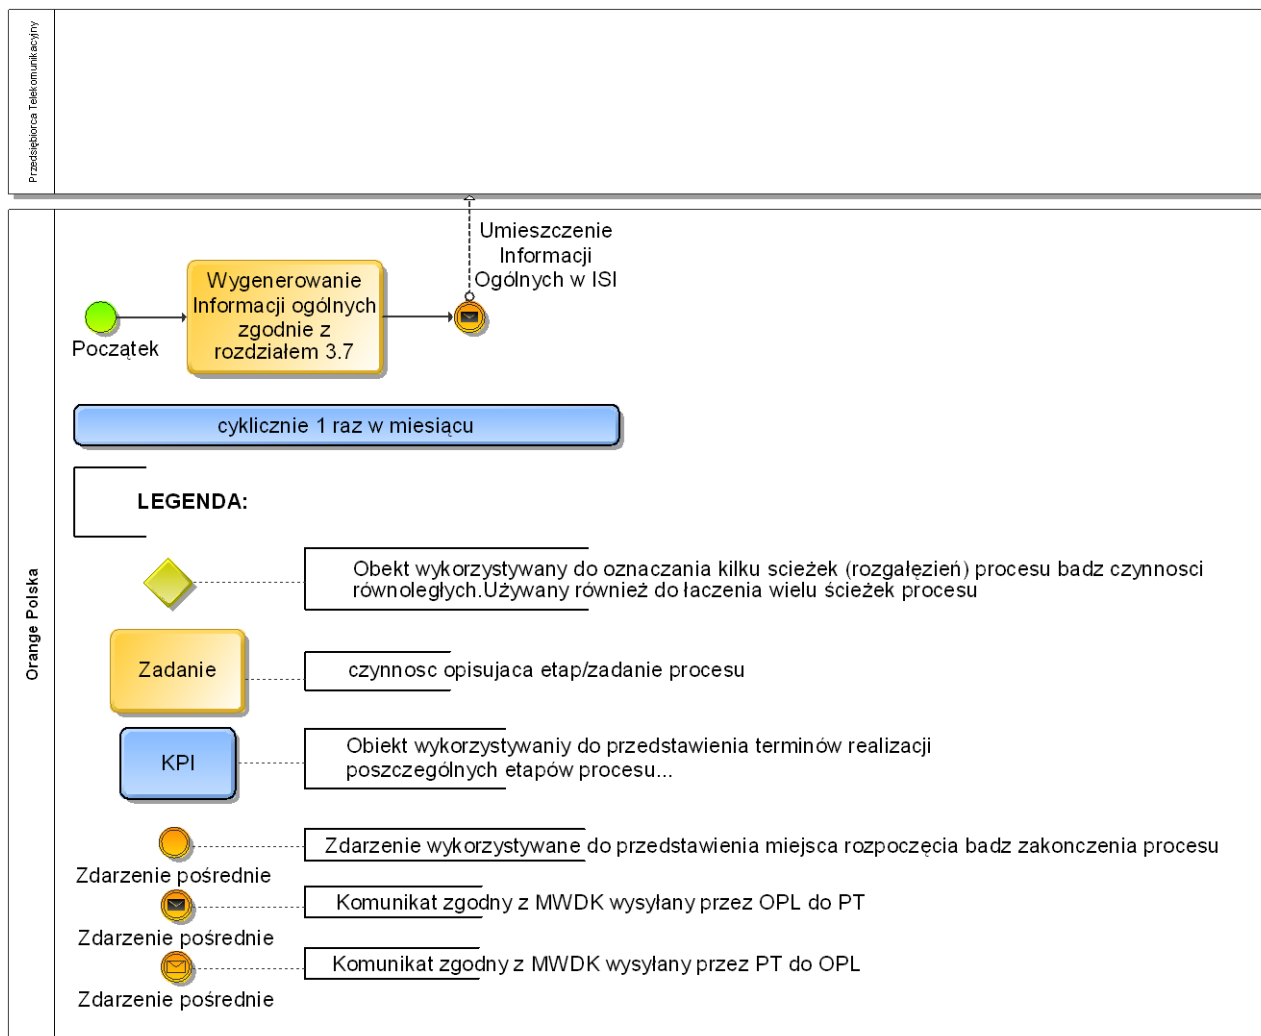 Przedsiębiorca Telekomunikacyjny
Orange Polska
Umieszczenie
Informacji
Ogólnych w ISI
Wygenerowanie
Informacji ogólnych
zgodnie z
rozdziałem 3.7
Początek
cyklicznie 1 raz w miesiącu
LEGENDA:
Obekt wykorzystywany do oznaczania kilku scieżek (rozgałęzień) procesu badz czynnosci
równoległych.Używany również do łaczenia wielu ścieżek procesu
Zadanie
czynnosc opisujaca etap/zadanie procesu
KPI
Obiekt wykorzystywaniy do przedstawienia terminów realizacji
poszczególnych etapów procesu...
Zdarzenie wykorzystywane do przedstawienia miejsca rozpoczęcia badz zakonczenia procesu
Zdarzenie pośrednie
Komunikat zgodny z MWDK wysyłany przez OPL do PT
Zdarzenie pośrednie
Komunikat zgodny z MWDK wysyłany przez PT do OPL
Zdarzenie pośrednie